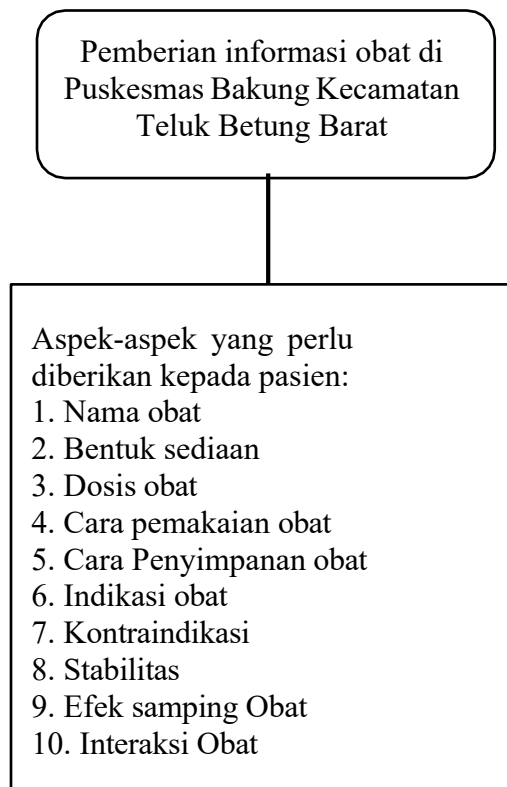 Pemberian informasi obat di
Puskesmas Bakung Kecamatan
Teluk Betung Barat
Aspek-aspek yang perlu
diberikan kepada pasien:
1. Nama obat
2. Bentuk sediaan
3. Dosis obat
4. Cara pemakaian obat
5. Cara Penyimpanan obat
6. Indikasi obat
7. Kontraindikasi
8. Stabilitas
9. Efek samping Obat
10. Interaksi Obat